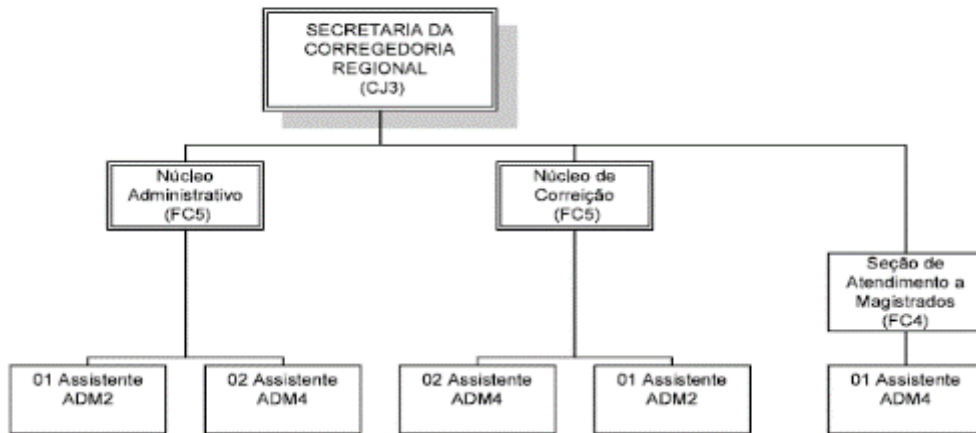 SECRETARIA DA
CORREGEDORIA
REGIONAL
(CJ3)
Núcleo
Administrativo
(FC5)
Núcleo de
Correição
(FC5)
Seção de
Atendimento a
Magistrados
(FC4)
01 Assistente
ADM2
02 Assistente
ADM4
02 Assistente
ADM4
01 Assistente
ADM2
01 Assistente
ADM4